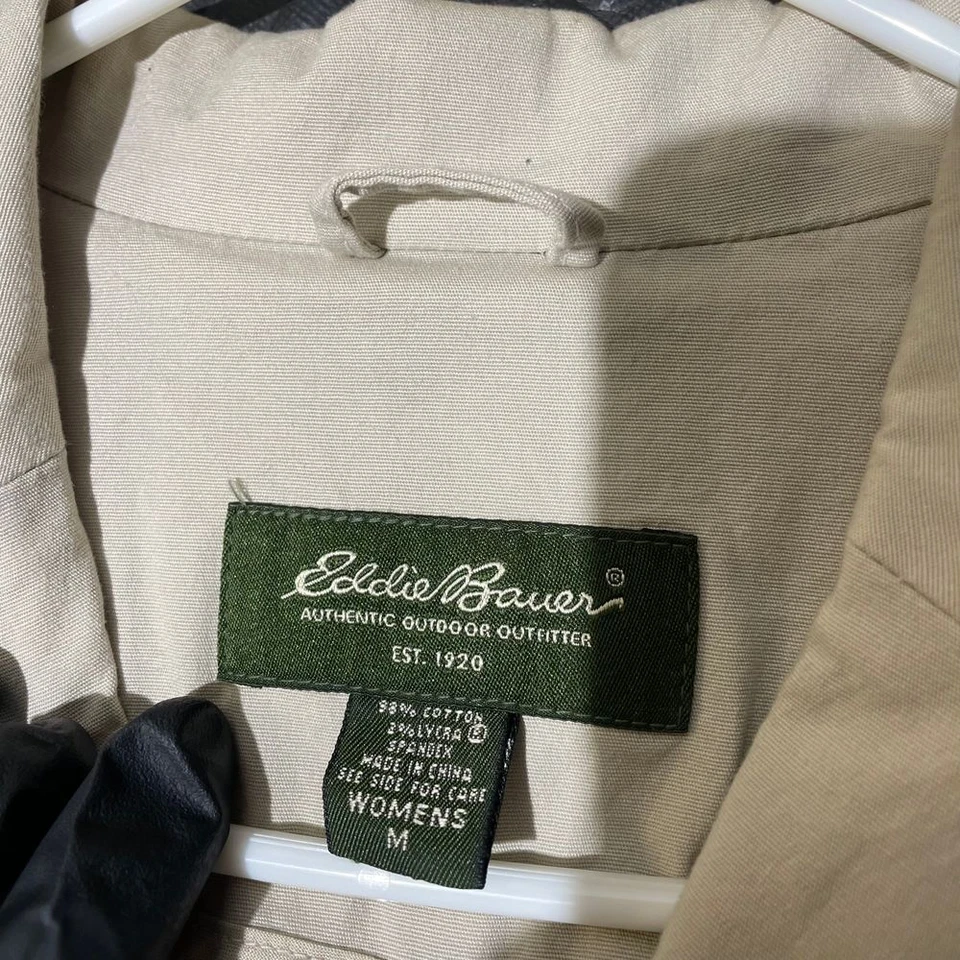 Eddie Bauer ®
AUTHENTIC OUTDOOR OUTFITTER
EST. 1920
98% COTTON
2% LYCRA ®
SPANDEX
MADE IN CHINA
SEE SIDE FOR CARE
WOMENS
M